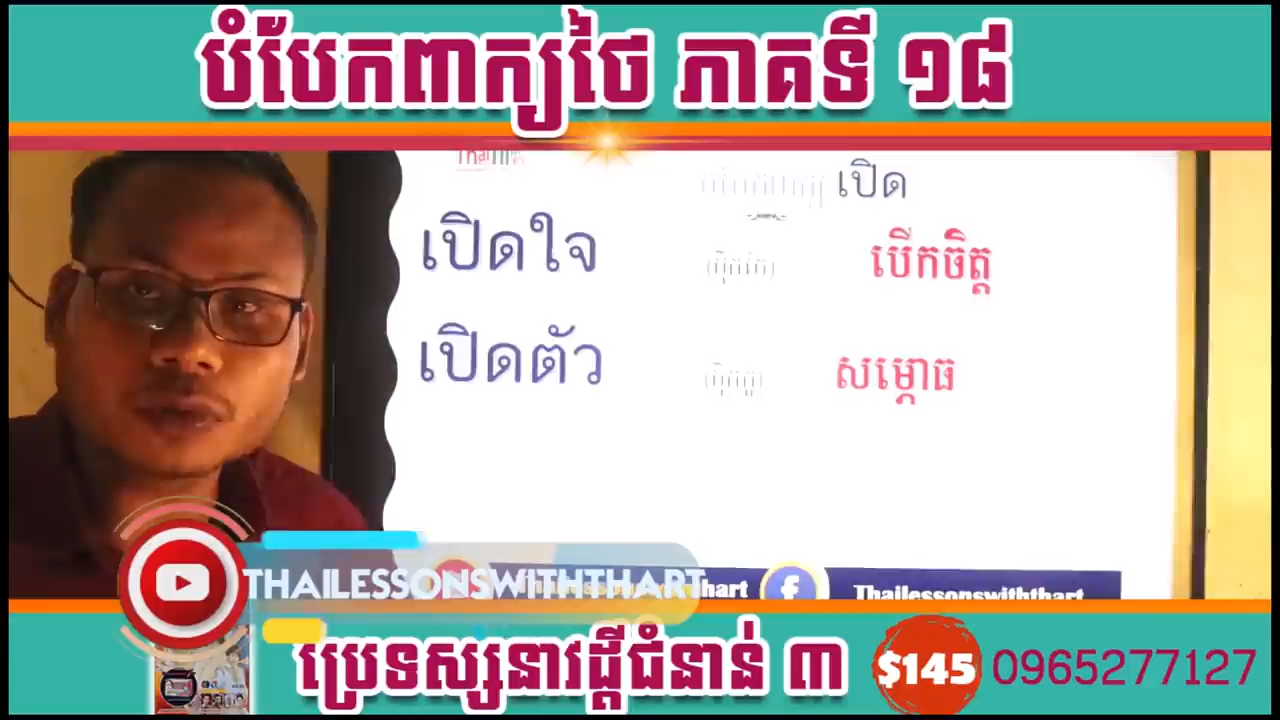 បំបែកពាក្យថៃ ភាគទី ១៨
เปิด
เปิดใจ បើកចិត្ត
เปิดตัว សម្ភោធ
THAILESSONSWITHTHART
Thailessonswiththart
ប្រទេស្សនាវដ្ដីជំនាន់ ៣ $145 0965277127